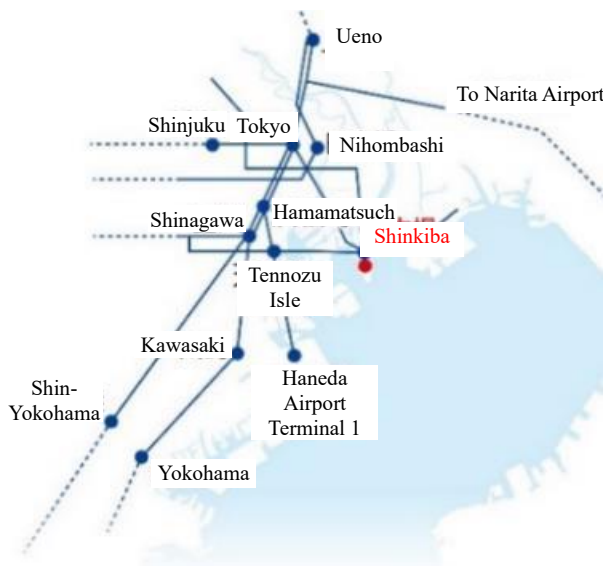 Ueno
To Narita Airport
Shinjuku
Tokyo
Nihombashi
Hamamatsuch
Shinagawa
Shinkiba
Tennozu
Isle
Kawasaki
Haneda
Airport
Terminal 1
Shin-
Yokohama
Yokohama